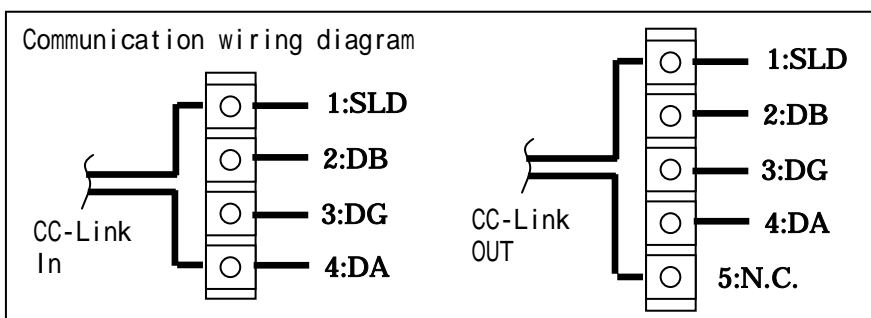 Communication wiring diagram
1:SLD
2:DB
3:DG
4:DA
CC-Link
In
1:SLD
2:DB
3:DG
4:DA
5:N.C.
CC-Link
OUT